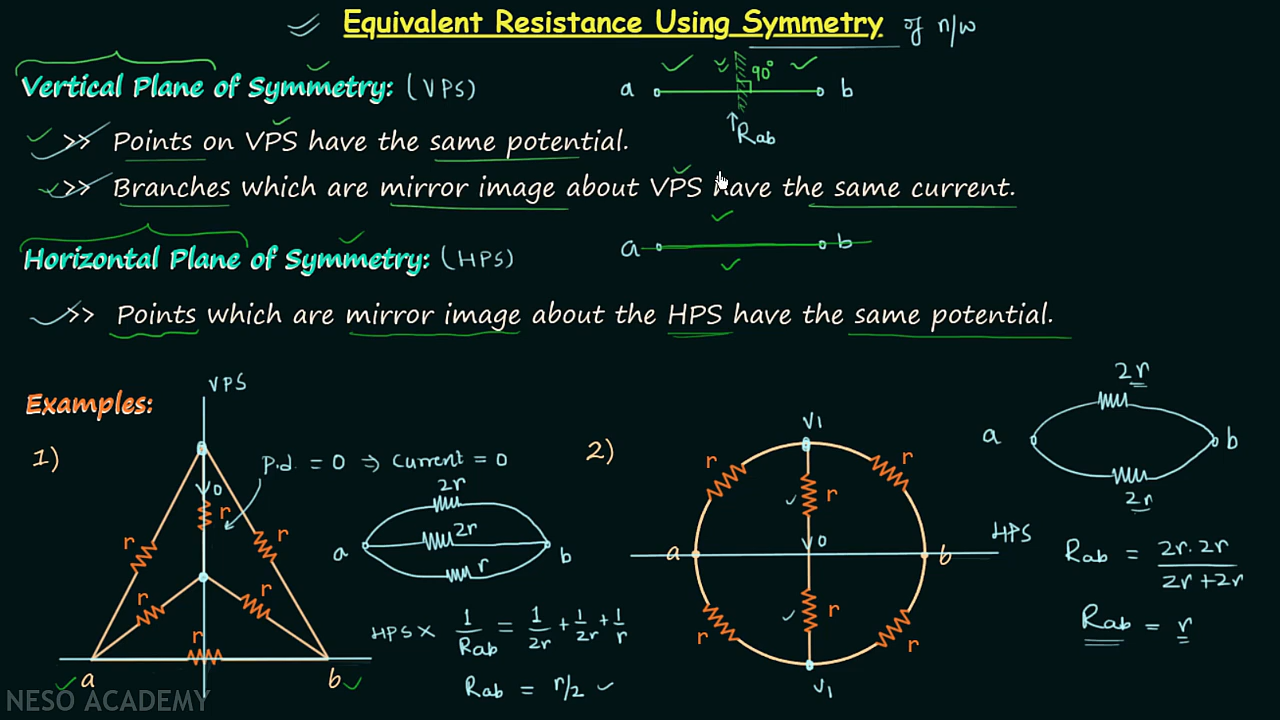 Equivalent Resistance Using Symmetry of n/w
Vertical Plane of Symmetry: (VPS)
a 90° b
Rab
>> Points on VPS have the same potential.
>> Branches which are mirror image about VPS have the same current.
Horizontal Plane of Symmetry: (HPS)
a b
>> Points which are mirror image about the HPS have the same potential.
Examples:
1)
VPS
P.d. = 0 ⇒ Current = 0
0
r
r
r
r
r
r
a b
2r
2r
r
a b
HPS × 1/Rab = 1/2r + 1/2r + 1/r
Rab = r/2
2)
V1
r
r
r
a b HPS
0
r
r
r
V1
2r
a b
2r
Rab = 2r.2r / 2r+2r
Rab = r
NESO ACADEMY